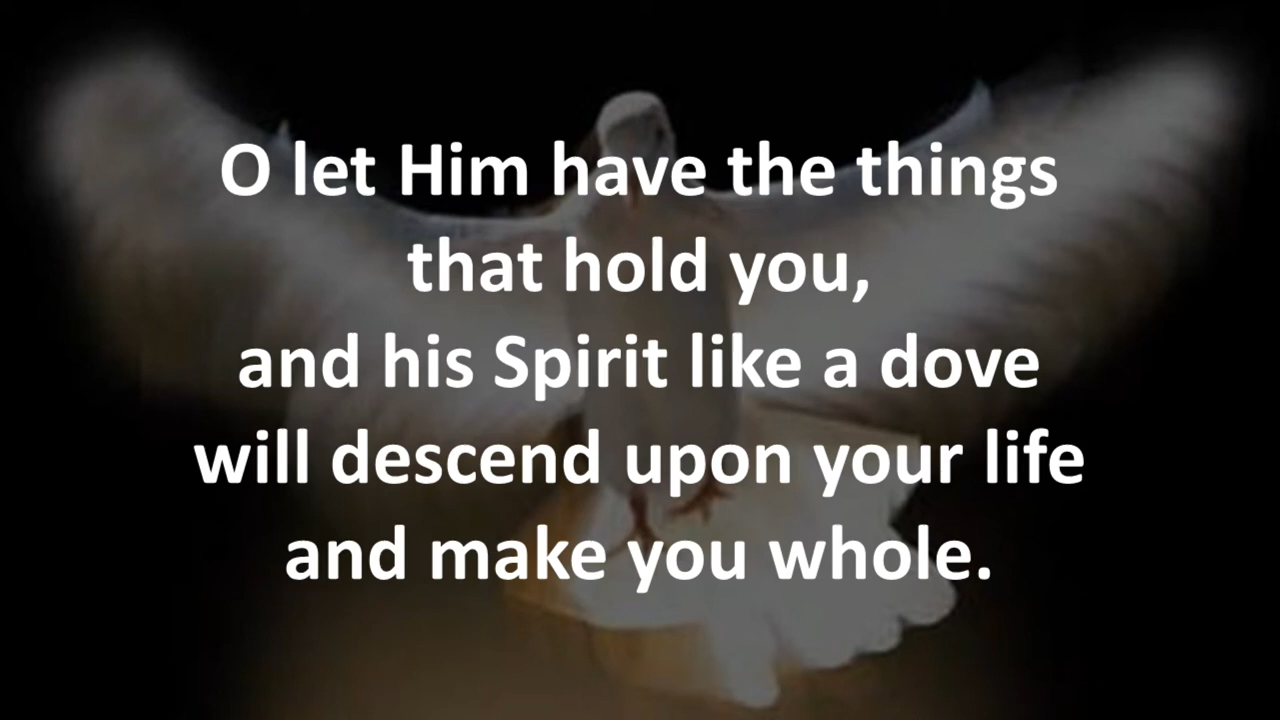 O let Him have the things
that hold you,
and his Spirit like a dove
will descend upon your life
and make you whole.